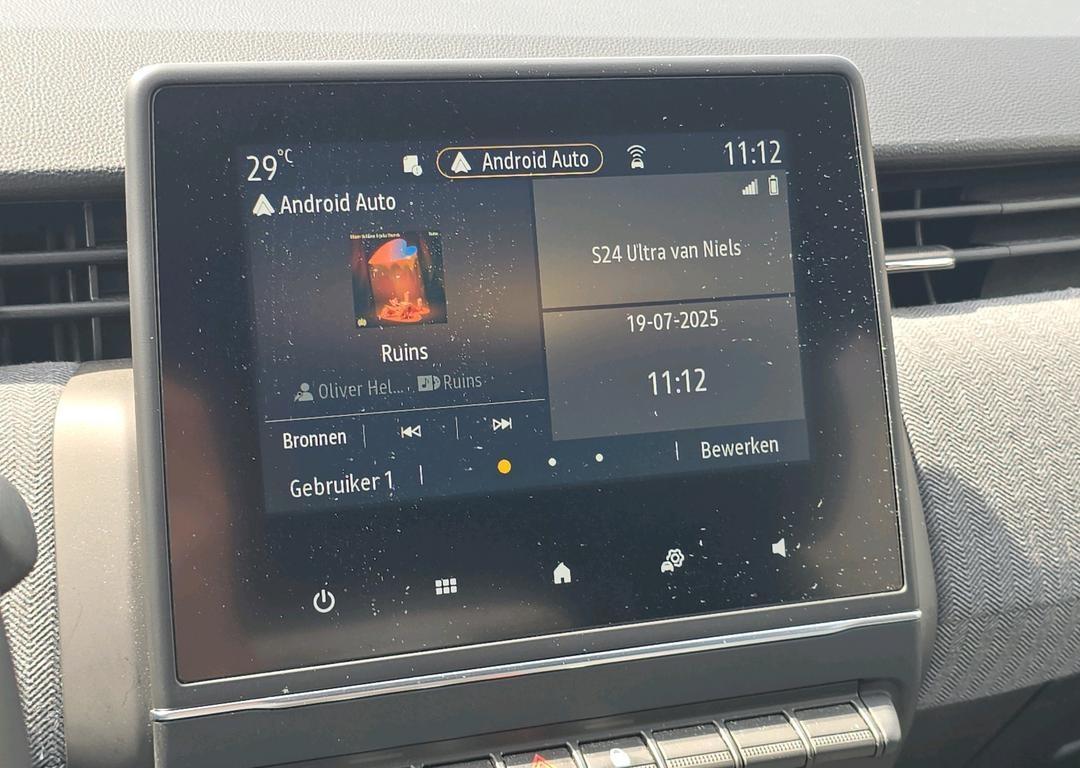 29°C
Android Auto
11:12
Android Auto
S24 Ultra van Niels
Ruins
Oliver Hel... Ruins
19-07-2025
11:12
Bronnen
Bewerken
Gebruiker 1